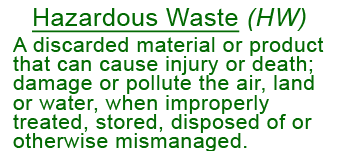 Hazardous Waste (HW)
A discarded material or product
that can cause injury or death;
damage or pollute the air, land
or water, when improperly
treated, stored, disposed of or
otherwise mismanaged.